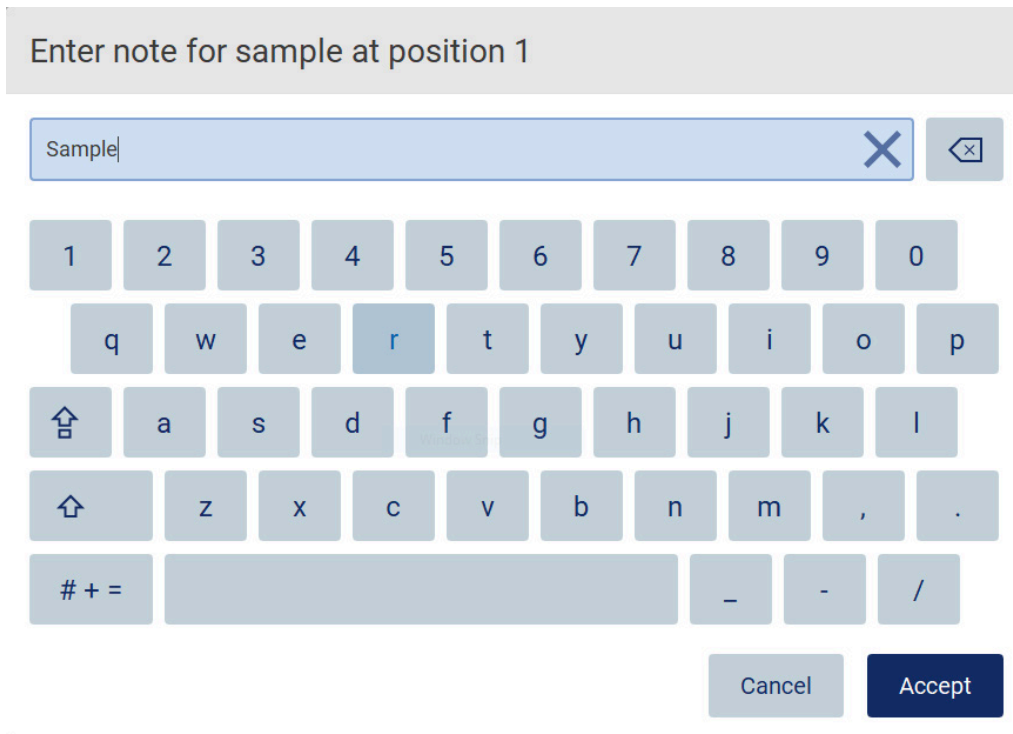 Enter note for sample at position 1
Sample
1 2 3 4 5 6 7 8 9 0
q w e r t y u i o p
a s d f g h j k l
z x c v b n m , .
# + = _ - /
Cancel Accept